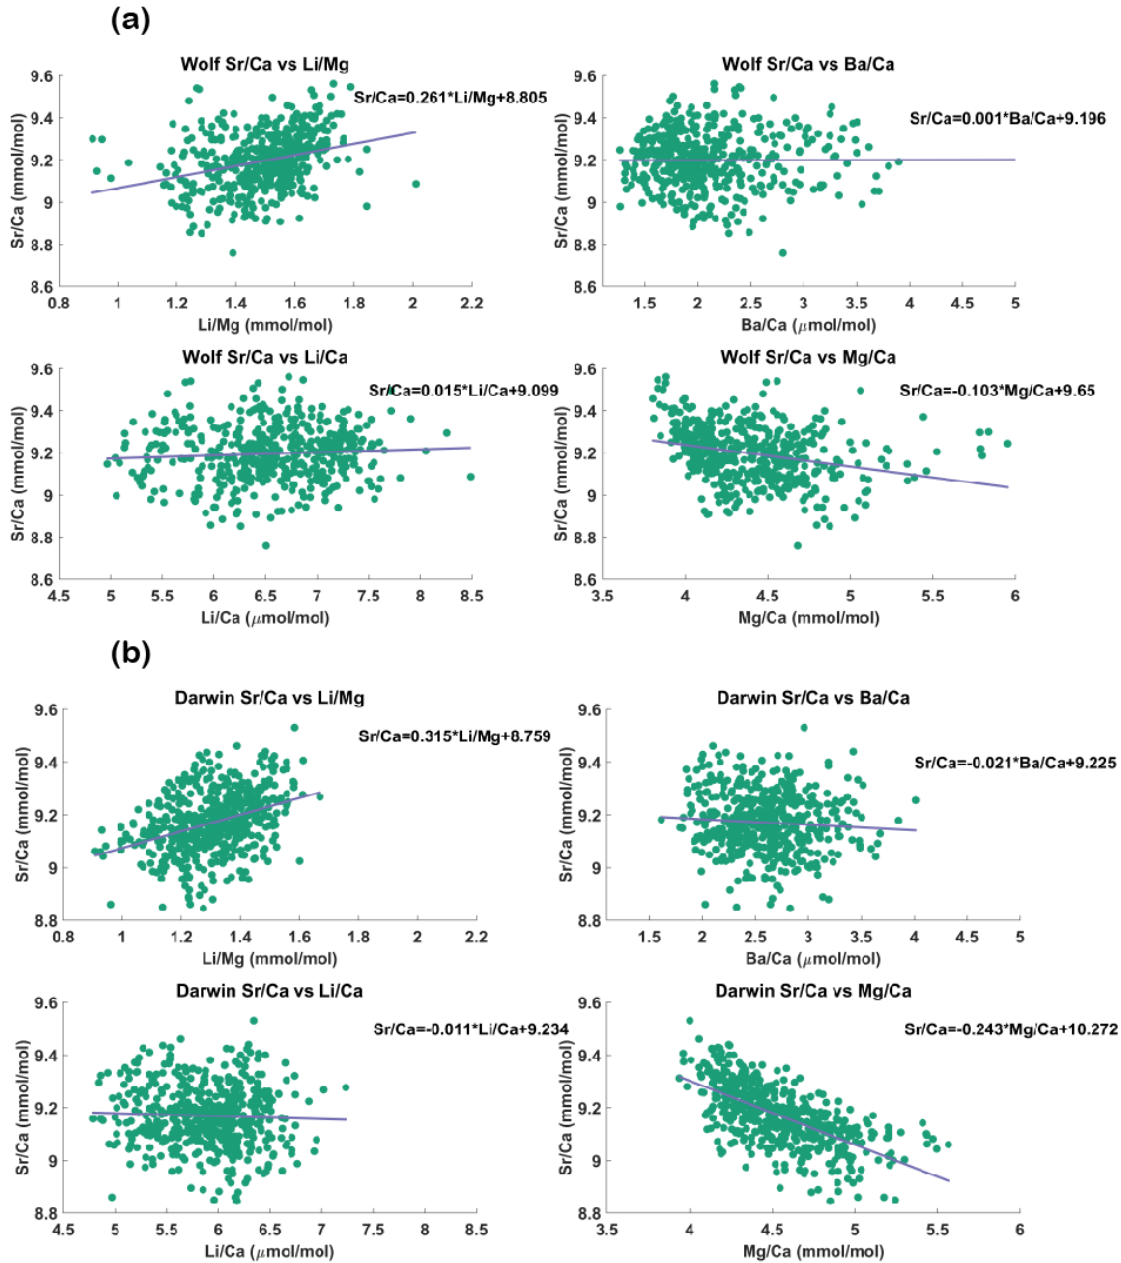 (a)
Wolf Sr/Ca vs Li/Mg
Sr/Ca=0.261*Li/Mg+8.805
Sr/Ca (mmol/mol)
9.6
9.4
9.2
9
8.8
8.6
0.8 1 1.2 1.4 1.6 1.8 2 2.2
Li/Mg (mmol/mol)
Wolf Sr/Ca vs Ba/Ca
Sr/Ca=0.001*Ba/Ca+9.196
Sr/Ca (mmol/mol)
9.6
9.4
9.2
9
8.8
8.6
1.5 2 2.5 3 3.5 4 4.5 5
Ba/Ca (μmol/mol)
Wolf Sr/Ca vs Li/Ca
Sr/Ca=0.015*Li/Ca+9.099
Sr/Ca (mmol/mol)
9.6
9.4
9.2
9
8.8
8.6
4.5 5 5.5 6 6.5 7 7.5 8 8.5
Li/Ca (μmol/mol)
Wolf Sr/Ca vs Mg/Ca
Sr/Ca=-0.103*Mg/Ca+9.65
Sr/Ca (mmol/mol)
9.6
9.4
9.2
9
8.8
8.6
3.5 4 4.5 5 5.5 6
Mg/Ca (mmol/mol)
(b)
Darwin Sr/Ca vs Li/Mg
Sr/Ca=0.315*Li/Mg+8.759
Sr/Ca (mmol/mol)
9.6
9.4
9.2
9
8.8
0.8 1 1.2 1.4 1.6 1.8 2 2.2
Li/Mg (mmol/mol)
Darwin Sr/Ca vs Ba/Ca
Sr/Ca=-0.021*Ba/Ca+9.225
Sr/Ca (mmol/mol)
9.6
9.4
9.2
9
8.8
1.5 2 2.5 3 3.5 4 4.5 5
Ba/Ca (μmol/mol)
Darwin Sr/Ca vs Li/Ca
Sr/Ca=-0.011*Li/Ca+9.234
Sr/Ca (mmol/mol)
9.6
9.4
9.2
9
8.8
4.5 5 5.5 6 6.5 7 7.5 8 8.5
Li/Ca (μmol/mol)
Darwin Sr/Ca vs Mg/Ca
Sr/Ca=-0.243*Mg/Ca+10.272
Sr/Ca (mmol/mol)
9.6
9.4
9.2
9
8.8
3.5 4 4.5 5 5.5 6
Mg/Ca (mmol/mol)